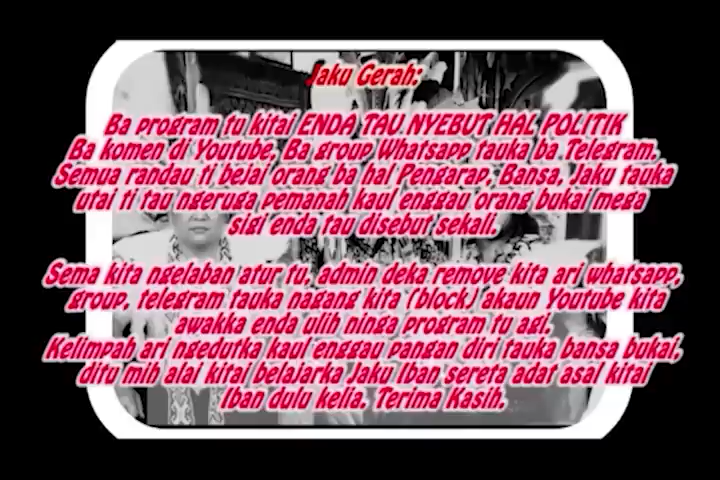 Jaku Gerah:
Ba program tu kitai ENDA TAU NYEBUT HAL POLITIK
Ba komen di Youtube, Ba group Whatsapp tauka ba Telegram.
Semua randau ti belai orang ba hal Pengarap, Bansa, Jaku tauka
utai ti tau ngeruga pemanah kaul enggau orang bukai mega
sigi enda tau disebut sekali.
Sema kita ngelaban atur tu, admin deka remove kita ari whatsapp,
group, telegram tauka nagang kita (block) akaun Youtube kita
awakka enda ulih ninga program tu agi.
Kelimpah ari ngedutka kaul enggau pangan diri tauka bansa bukai,
ditu mih alai kitai belajarka Jaku Iban sereta adat asal kitai
Iban dulu kelia. Terima Kasih.